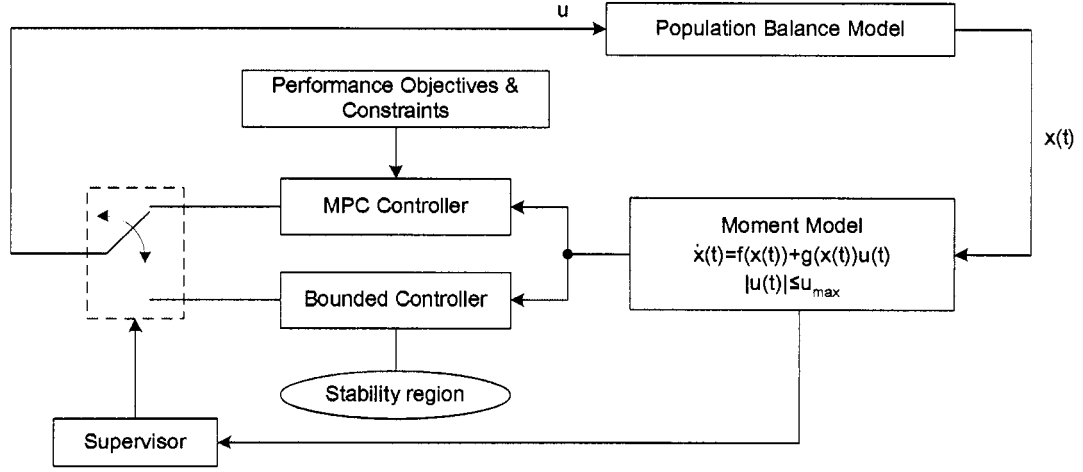 u
Population Balance Model
Performance Objectives &
Constraints
x(t)
MPC Controller
Moment Model
ẋ(t)=f(x(t))+g(x(t))u(t)
|u(t)|≤u_max
Bounded Controller
Stability region
Supervisor